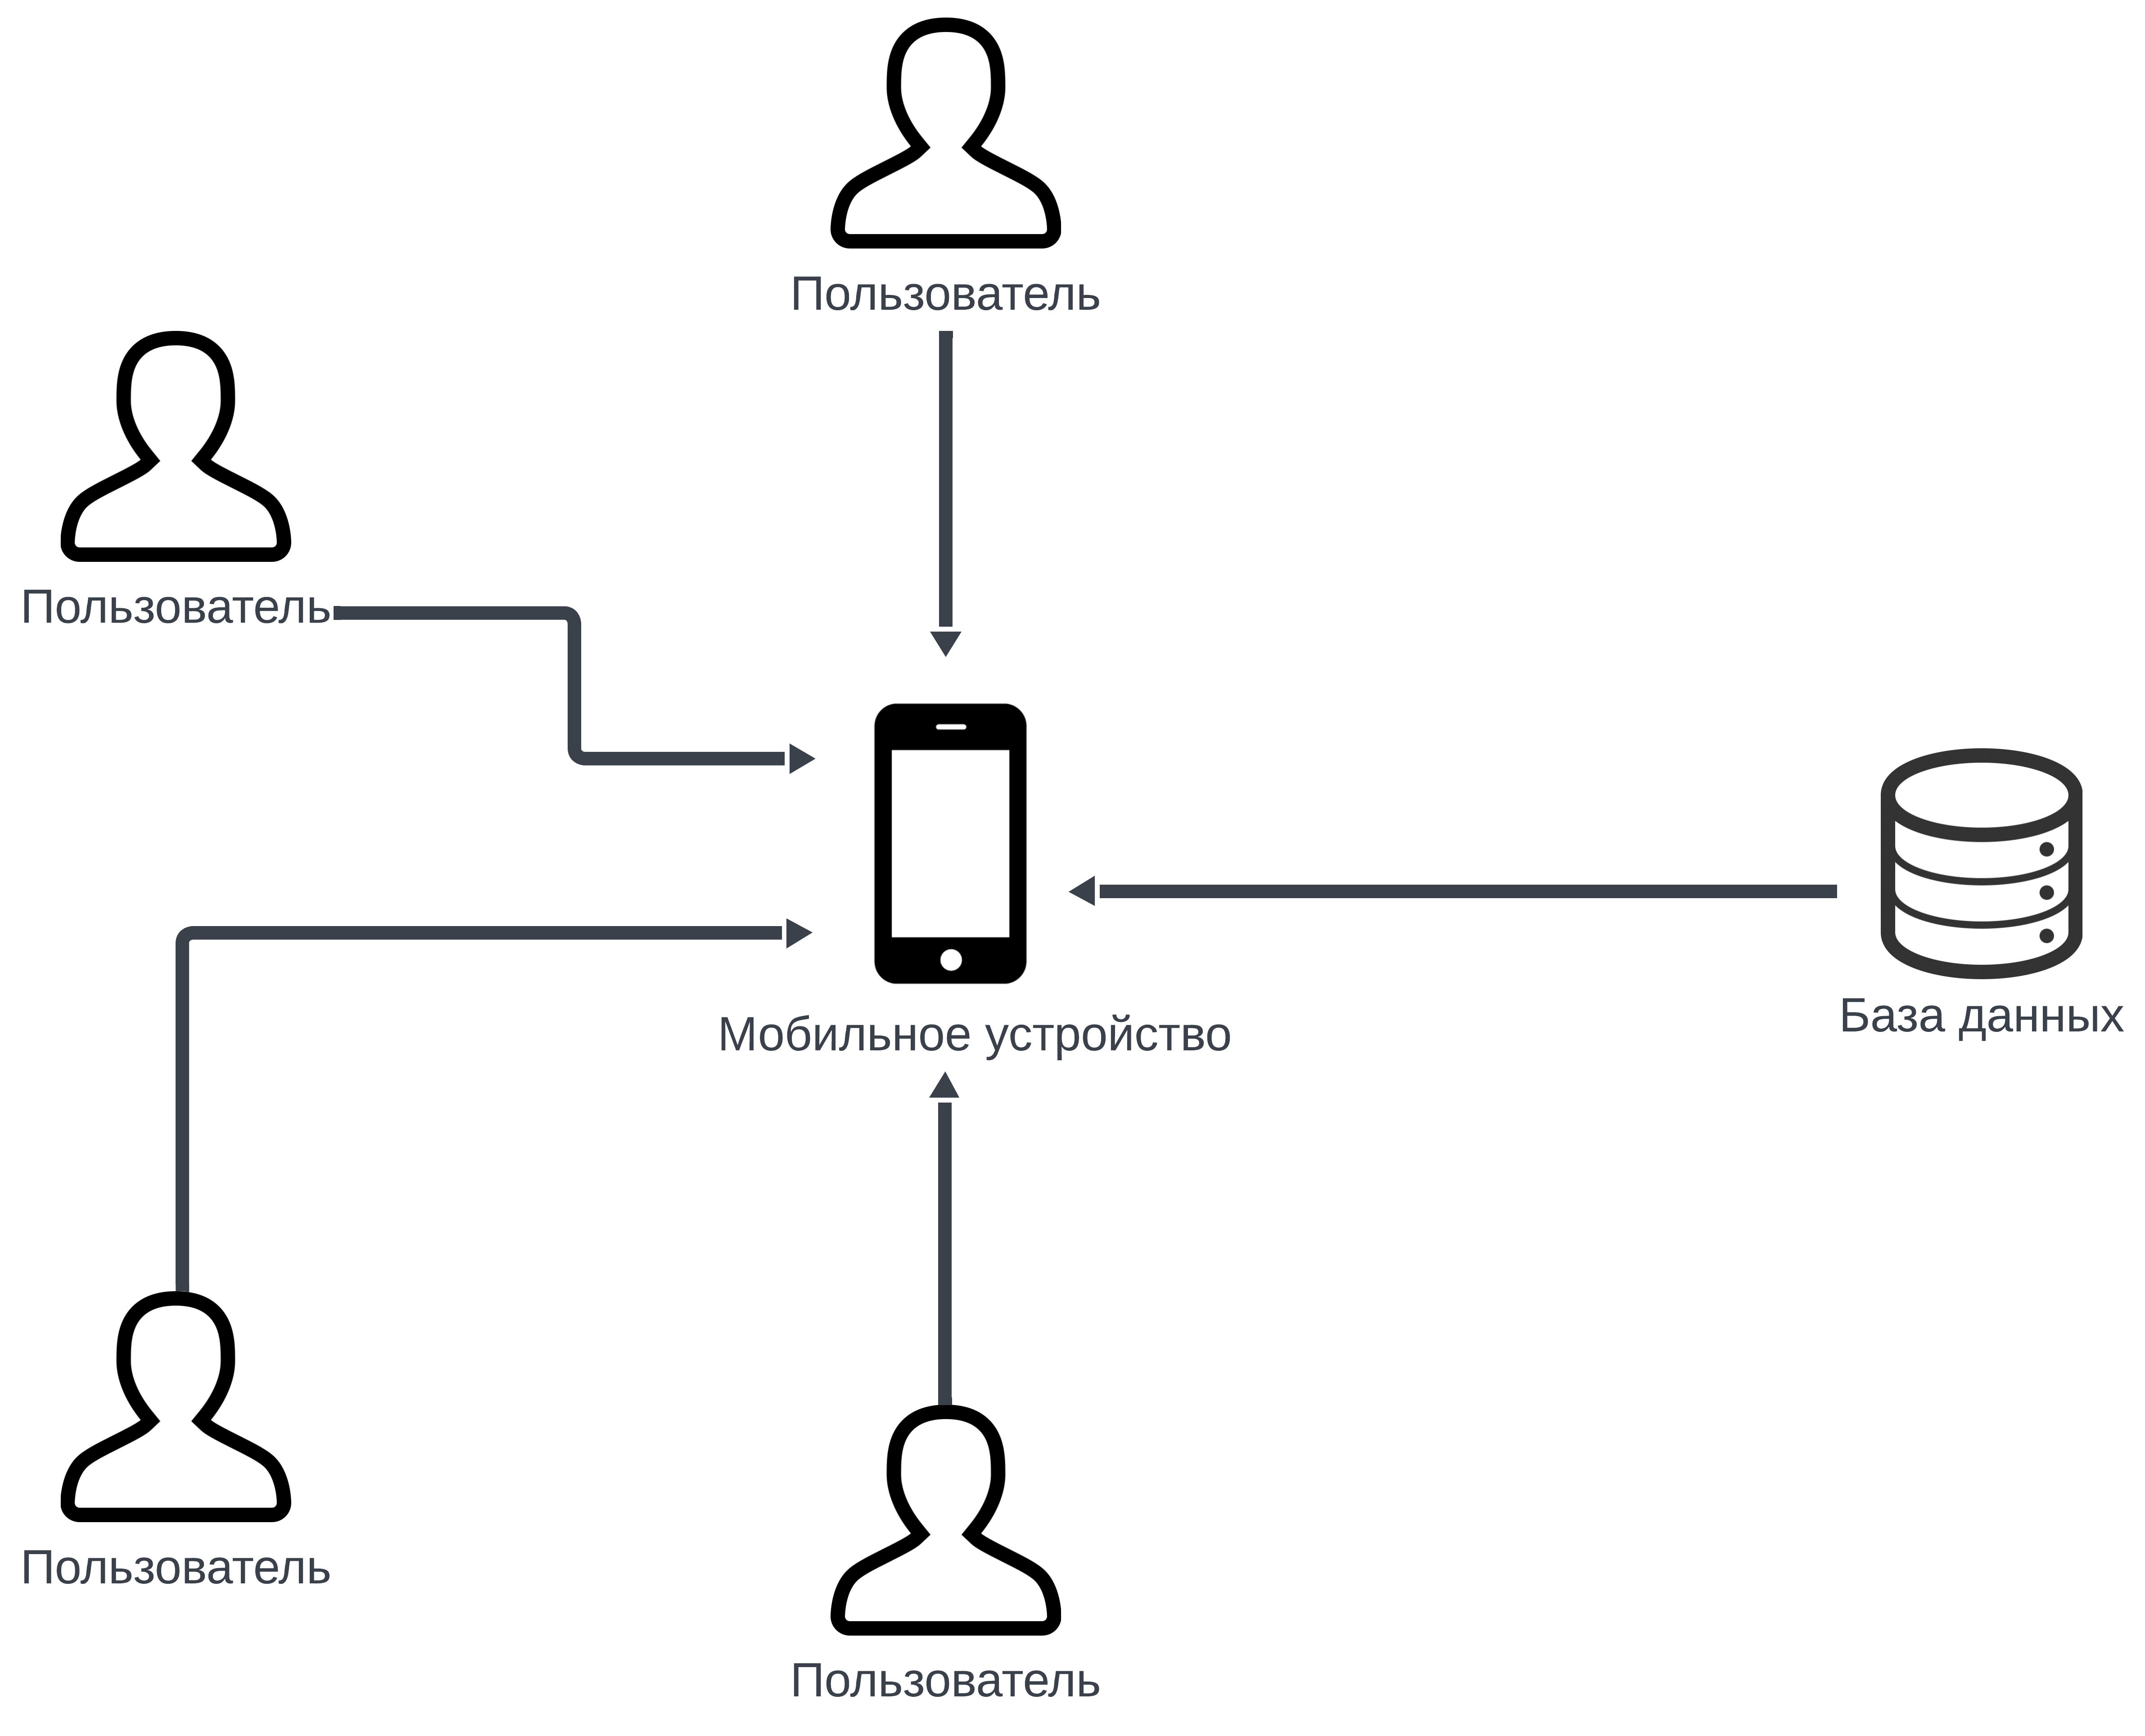 Пользователь
Пользователь
Мобильное устройство
База данных
Пользователь
Пользователь